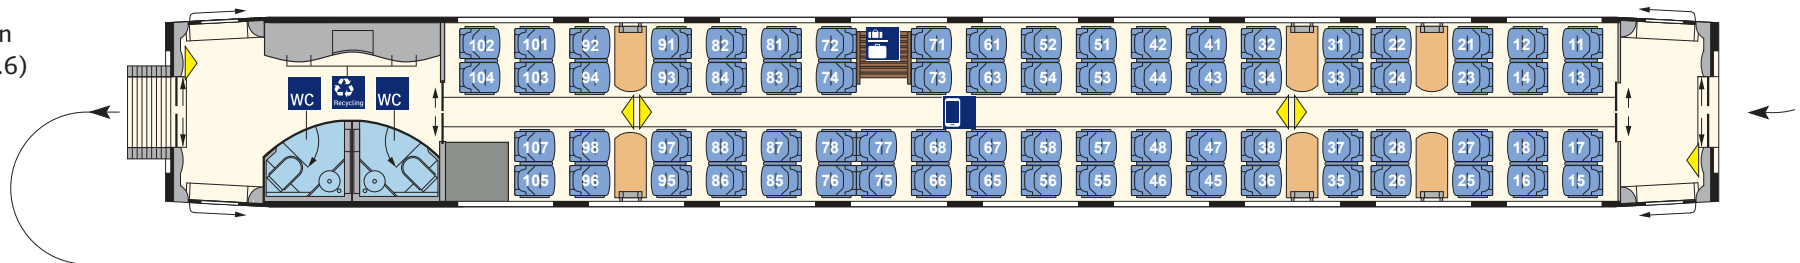 n
.6)
102 101 92 91 82 81 72 71 61 52 51 42 41 32 31 22 21 12 11
104 103 94 93 84 83 74 73 63 54 53 44 43 34 33 24 23 14 13
WC Recycling WC
107 98 97 88 87 78 77 68 67 58 57 48 47 38 37 28 27 18 17
105 96 95 86 85 76 75 66 65 56 55 46 45 36 35 26 25 16 15